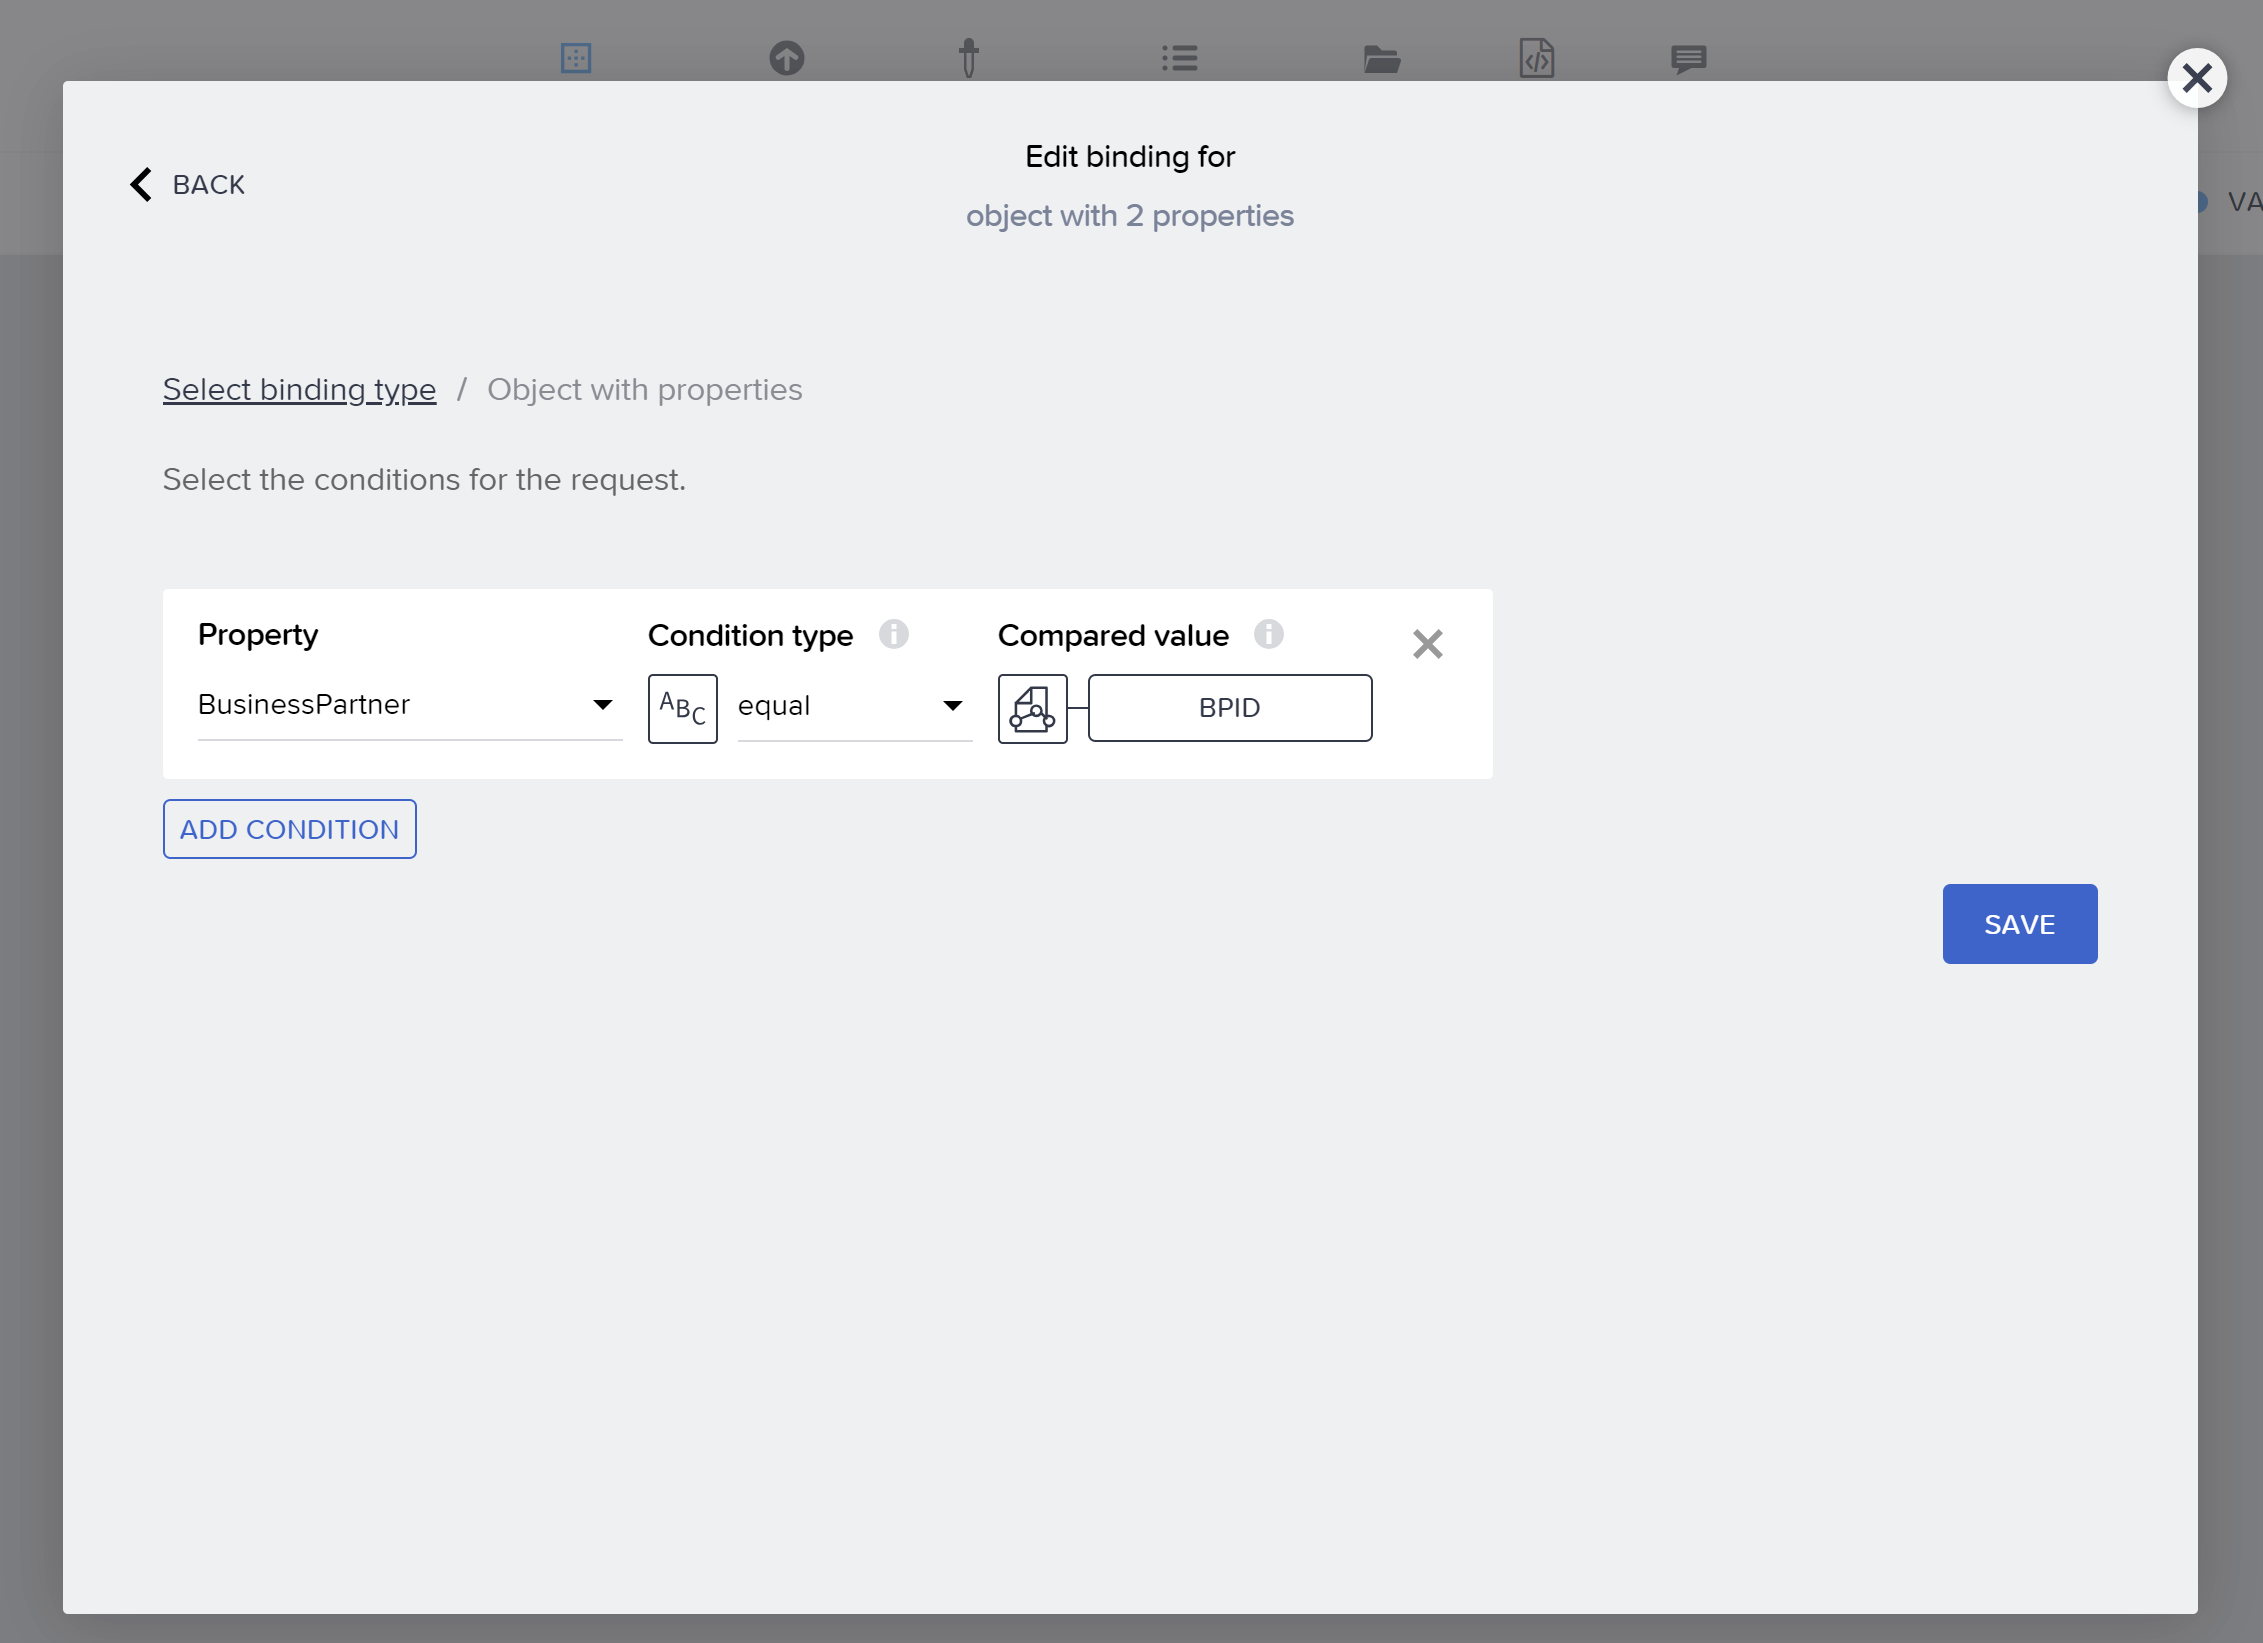 Edit binding for
BACK
object with 2 properties
VA
Select binding type / Object with properties
Select the conditions for the request.
Property Condition type Compared value
BusinessPartner ABC equal BPID
ADD CONDITION
SAVE